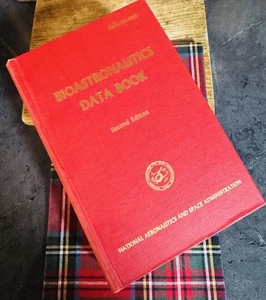 BIOASTRONAUTICS
DATA BOOK
Second Edition
NATIONAL AERONAUTICS AND SPACE ADMINISTRATION